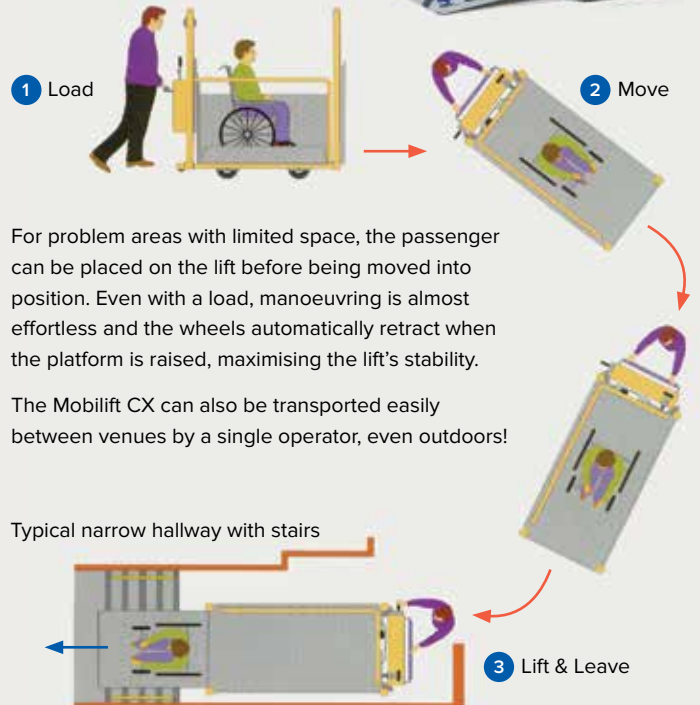 1 Load
2 Move
For problem areas with limited space, the passenger
can be placed on the lift before being moved into
position. Even with a load, manoeuvring is almost
effortless and the wheels automatically retract when
the platform is raised, maximising the lift's stability.
The Mobilift CX can also be transported easily
between venues by a single operator, even outdoors!
Typical narrow hallway with stairs
3 Lift & Leave